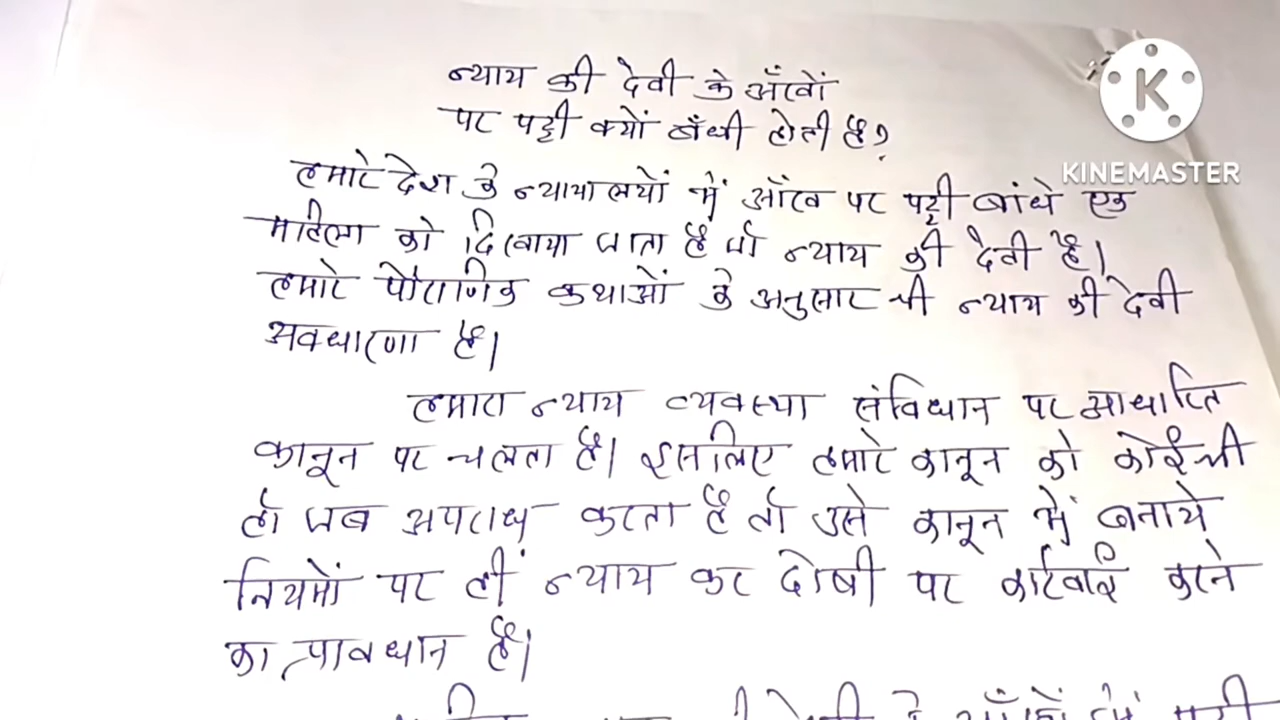 न्याय की देवी के आँखों
पर पट्टी क्यों बँधी होती है?
KINEMASTER
हमारे देश के न्यायालयों में आँख पर पट्टी बांधे एक
महिला को दिखाया जाता है जो न्याय की देवी है।
हमारे पौराणिक कथाओं के अनुसार भी न्याय की देवी
अवधारणा है।
हमारा न्याय व्यवस्था संविधान पर आधारित
कानून पर चलता है। इसलिए हमारे कानून को कोई भी
हो जब अपराध करता है तो उसे कानून में बनाये
नियमों पर हीं न्याय कर दोषी पर कार्रवाई करने
का प्रावधान है।